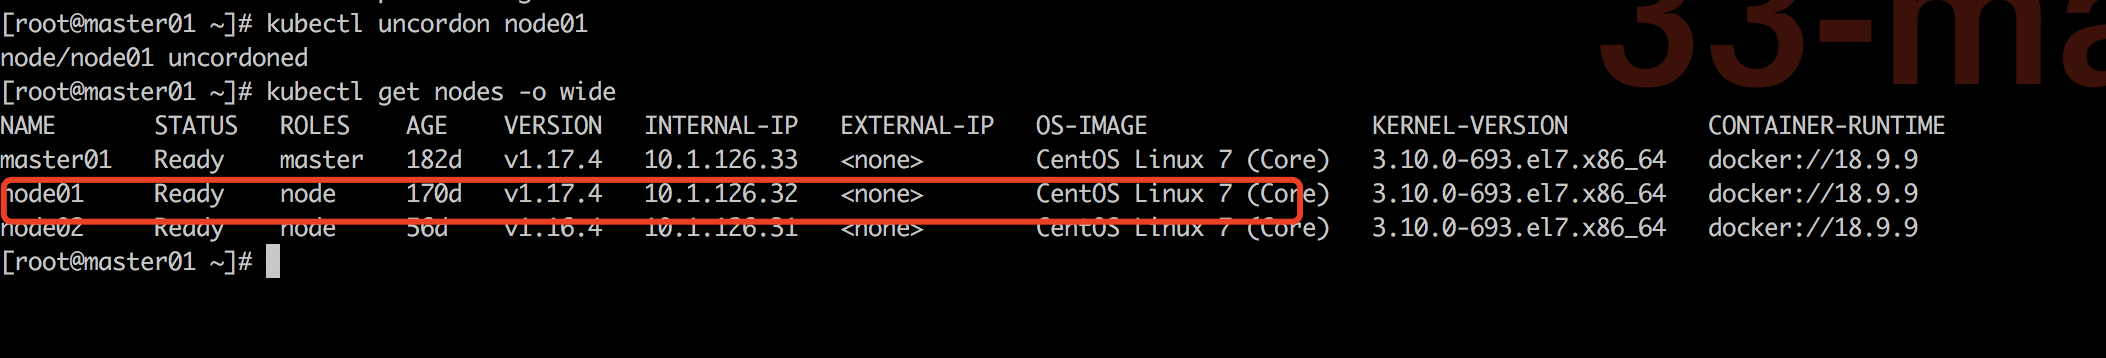 [root@master01 ~]# kubectl uncordon node01
node/node01 uncordoned
[root@master01 ~]# kubectl get nodes -o wide
NAME STATUS ROLES AGE VERSION INTERNAL-IP EXTERNAL-IP OS-IMAGE KERNEL-VERSION CONTAINER-RUNTIME
master01 Ready master 182d v1.17.4 10.1.126.33 <none> CentOS Linux 7 (Core) 3.10.0-693.el7.x86_64 docker://18.9.9
node01 Ready node 170d v1.17.4 10.1.126.32 <none> CentOS Linux 7 (Core) 3.10.0-693.el7.x86_64 docker://18.9.9
node02 Ready node 56d v1.16.4 10.1.126.31 <none> CentOS Linux 7 (Core) 3.10.0-693.el7.x86_64 docker://18.9.9
[root@master01 ~]#
33-ma